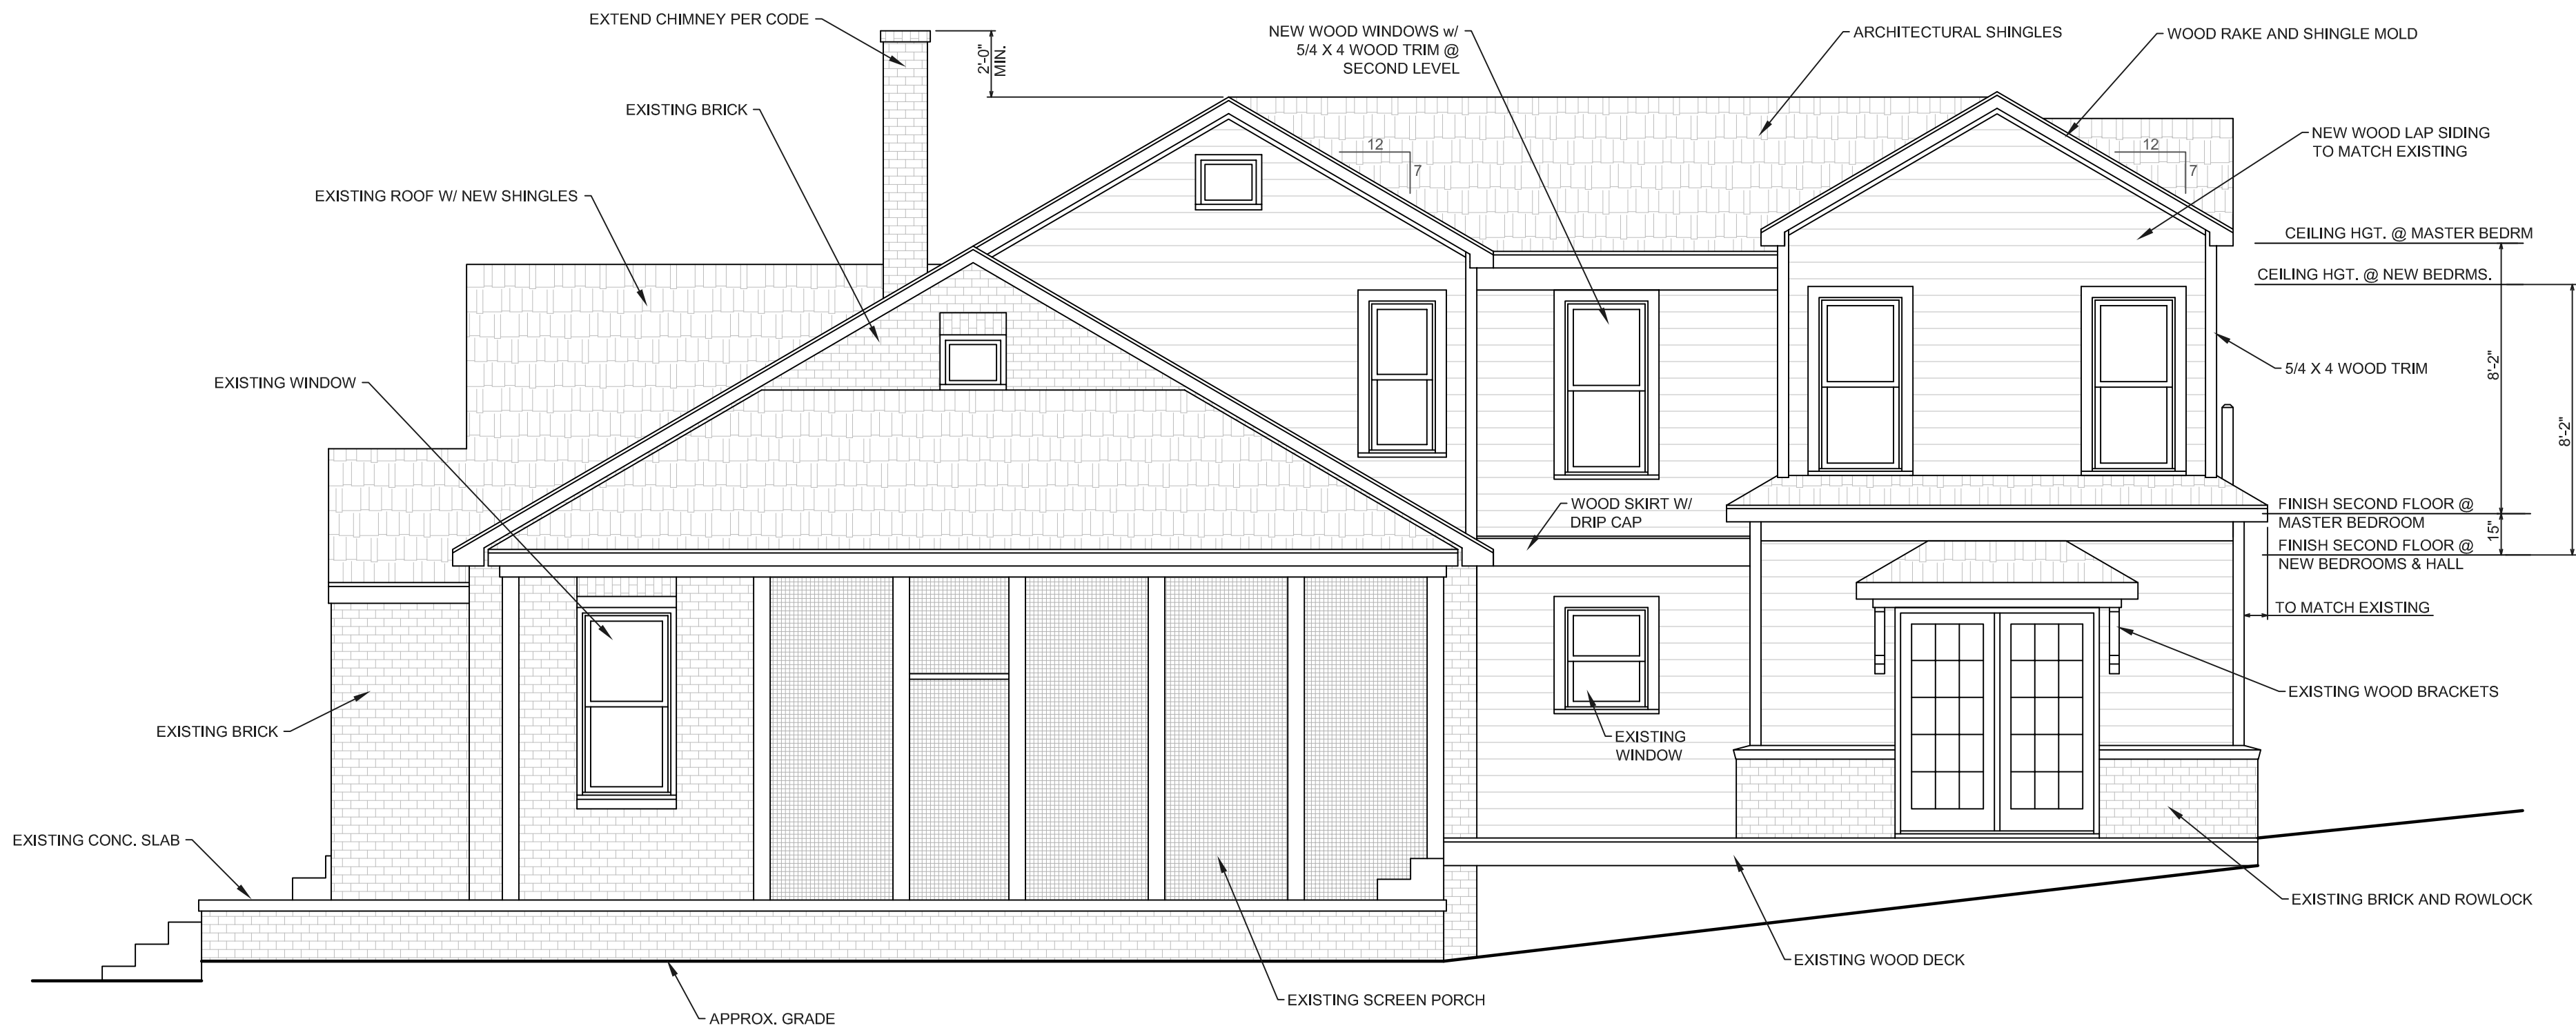 EXTEND CHIMNEY PER CODE
2'-0"
MIN.
NEW WOOD WINDOWS w/
5/4 X 4 WOOD TRIM @
SECOND LEVEL
ARCHITECTURAL SHINGLES
WOOD RAKE AND SHINGLE MOLD
EXISTING BRICK
NEW WOOD LAP SIDING
TO MATCH EXISTING
12
7
12
7
EXISTING ROOF W/ NEW SHINGLES
CEILING HGT. @ MASTER BEDRM
CEILING HGT. @ NEW BEDRMS.
8'-2"
5/4 X 4 WOOD TRIM
EXISTING WINDOW
8'-2"
WOOD SKIRT W/
DRIP CAP
FINISH SECOND FLOOR @
MASTER BEDROOM
15"
FINISH SECOND FLOOR @
NEW BEDROOMS & HALL
TO MATCH EXISTING
EXISTING WOOD BRACKETS
EXISTING BRICK
EXISTING
WINDOW
EXISTING CONC. SLAB
EXISTING BRICK AND ROWLOCK
EXISTING WOOD DECK
EXISTING SCREEN PORCH
APPROX. GRADE